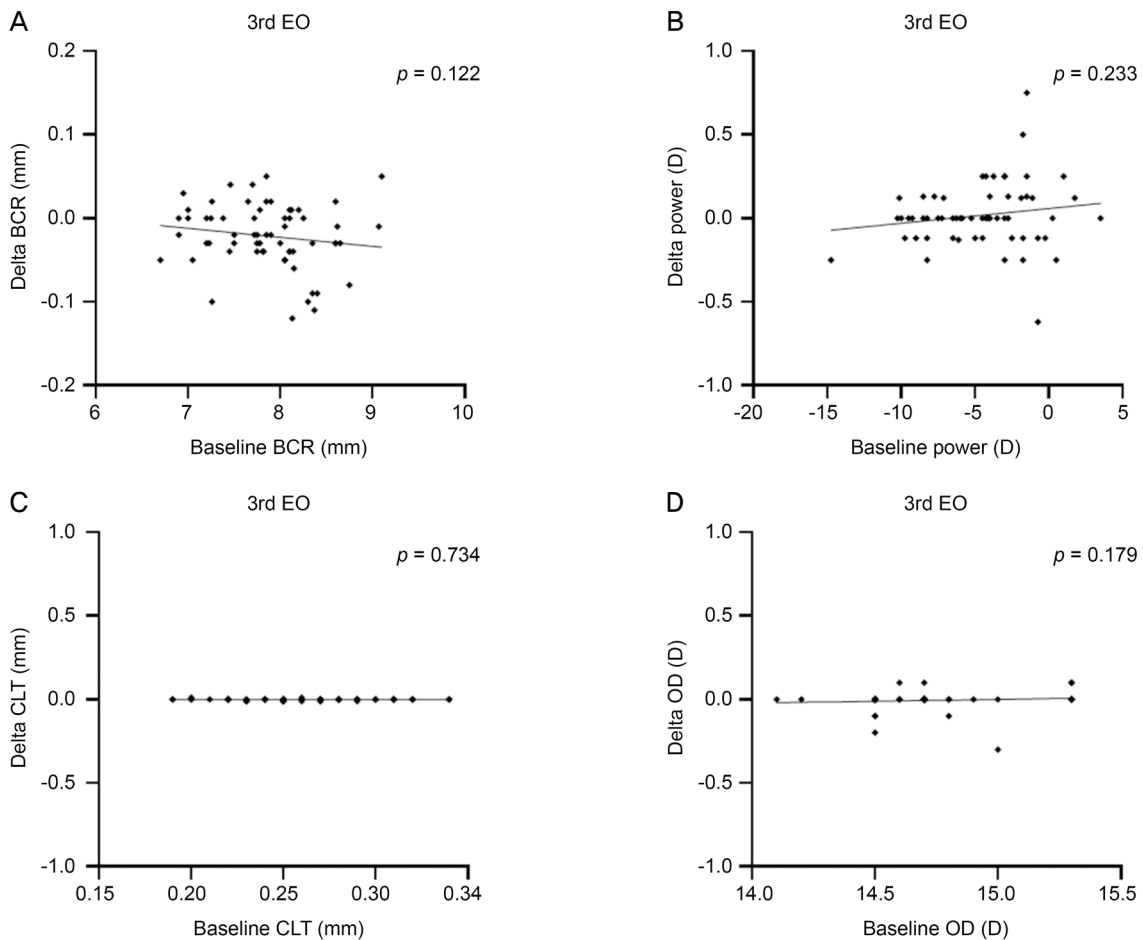 A
3rd EO
p = 0.122
Delta BCR (mm)
0.2
0.1
0.0
-0.1
-0.2
6 7 8 9 10
Baseline BCR (mm)
B
3rd EO
p = 0.233
Delta power (D)
1.0
0.5
0.0
-0.5
-1.0
-20 -15 -10 -5 0 5
Baseline power (D)
C
3rd EO
p = 0.734
Delta CLT (mm)
1.0
0.5
0.0
-0.5
-1.0
0.15 0.20 0.25 0.30 0.34
Baseline CLT (mm)
D
3rd EO
p = 0.179
Delta OD (D)
1.0
0.5
0.0
-0.5
-1.0
14.0 14.5 15.0 15.5
Baseline OD (D)